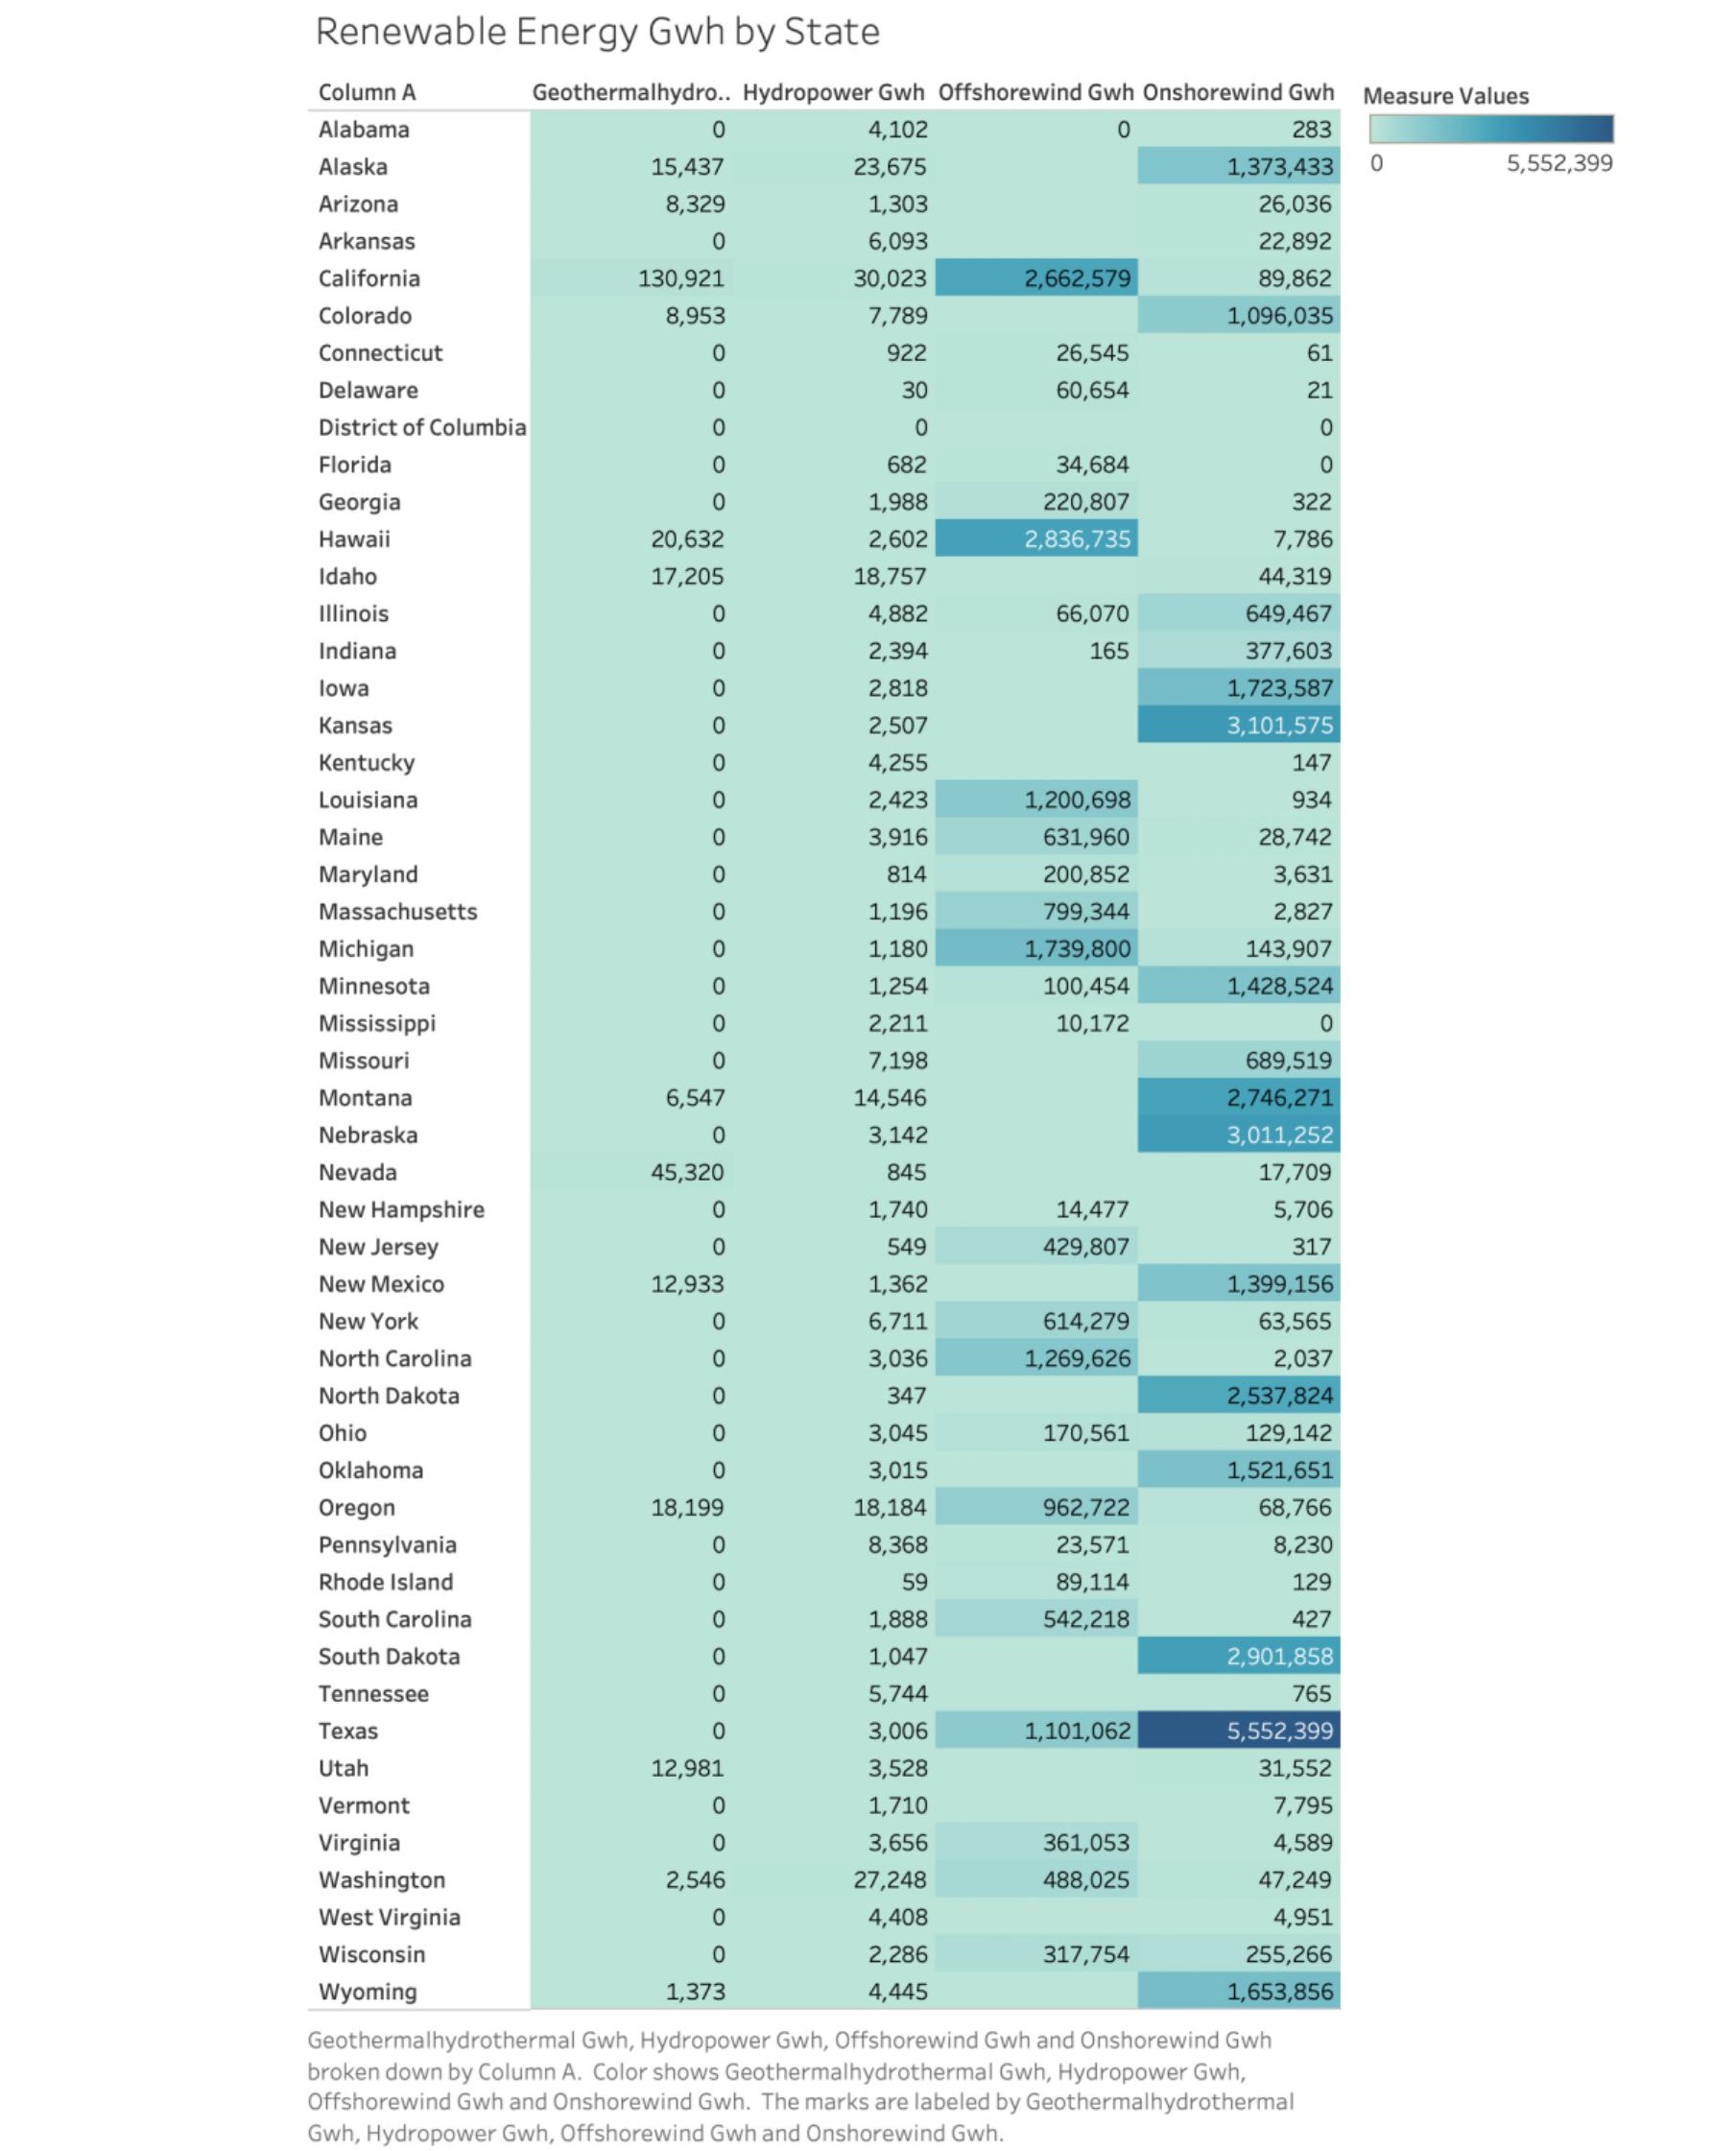 Renewable Energy Gwh by State
Column A Geothermalhydro.. Hydropower Gwh Offshorewind Gwh Onshorewind Gwh
Measure Values
0 5,552,399
Alabama 0 4,102 0 283
Alaska 15,437 23,675 1,373,433
Arizona 8,329 1,303 26,036
Arkansas 0 6,093 22,892
California 130,921 30,023 2,662,579 89,862
Colorado 8,953 7,789 1,096,035
Connecticut 0 922 26,545 61
Delaware 0 30 60,654 21
District of Columbia 0 0 0
Florida 0 682 34,684 0
Georgia 0 1,988 220,807 322
Hawaii 20,632 2,602 2,836,735 7,786
Idaho 17,205 18,757 44,319
Illinois 0 4,882 66,070 649,467
Indiana 0 2,394 165 377,603
Iowa 0 2,818 1,723,587
Kansas 0 2,507 3,101,575
Kentucky 0 4,255 147
Louisiana 0 2,423 1,200,698 934
Maine 0 3,916 631,960 28,742
Maryland 0 814 200,852 3,631
Massachusetts 0 1,196 799,344 2,827
Michigan 0 1,180 1,739,800 143,907
Minnesota 0 1,254 100,454 1,428,524
Mississippi 0 2,211 10,172 0
Missouri 0 7,198 689,519
Montana 6,547 14,546 2,746,271
Nebraska 0 3,142 3,011,252
Nevada 45,320 845 17,709
New Hampshire 0 1,740 14,477 5,706
New Jersey 0 549 429,807 317
New Mexico 12,933 1,362 1,399,156
New York 0 6,711 614,279 63,565
North Carolina 0 3,036 1,269,626 2,037
North Dakota 0 347 2,537,824
Ohio 0 3,045 170,561 129,142
Oklahoma 0 3,015 1,521,651
Oregon 18,199 18,184 962,722 68,766
Pennsylvania 0 8,368 23,571 8,230
Rhode Island 0 59 89,114 129
South Carolina 0 1,888 542,218 427
South Dakota 0 1,047 2,901,858
Tennessee 0 5,744 765
Texas 0 3,006 1,101,062 5,552,399
Utah 12,981 3,528 31,552
Vermont 0 1,710 7,795
Virginia 0 3,656 361,053 4,589
Washington 2,546 27,248 488,025 47,249
West Virginia 0 4,408 4,951
Wisconsin 0 2,286 317,754 255,266
Wyoming 1,373 4,445 1,653,856
Geothermalhydrothermal Gwh, Hydropower Gwh, Offshorewind Gwh and Onshorewind Gwh
broken down by Column A. Color shows Geothermalhydrothermal Gwh, Hydropower Gwh,
Offshorewind Gwh and Onshorewind Gwh. The marks are labeled by Geothermalhydrothermal
Gwh, Hydropower Gwh, Offshorewind Gwh and Onshorewind Gwh.